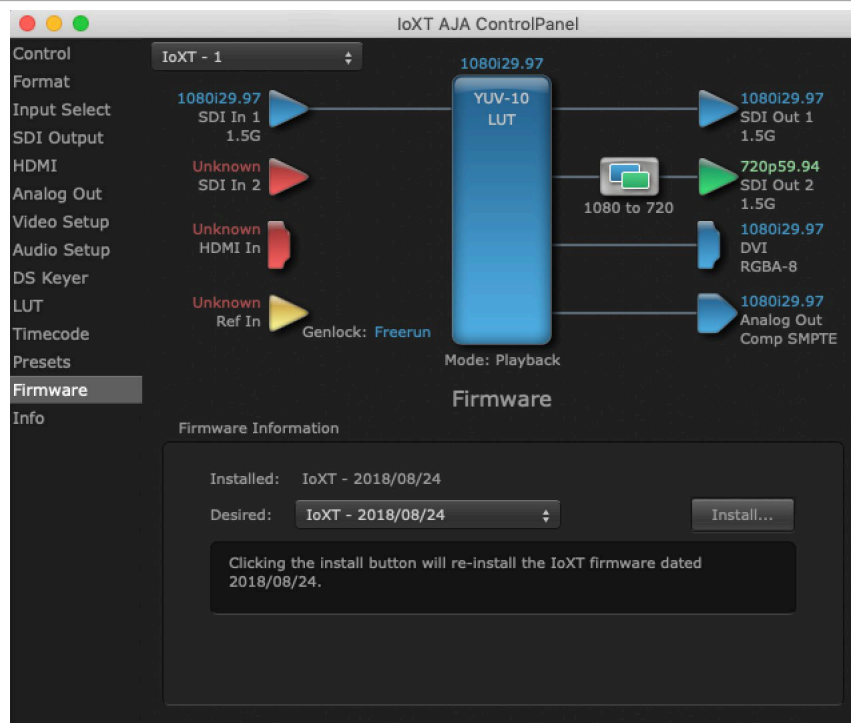 IoXT AJA ControlPanel
Control
Format
Input Select
SDI Output
HDMI
Analog Out
Video Setup
Audio Setup
DS Keyer
LUT
Timecode
Presets
Firmware
Info
IoXT - 1
1080i29.97
YUV-10
LUT
1080i29.97
SDI In 1
1.5G
Unknown
SDI In 2
Unknown
HDMI In
Unknown
Ref In
Genlock: Freerun
Mode: Playback
1080i29.97
SDI Out 1
1.5G
1080 to 720
720p59.94
SDI Out 2
1.5G
1080i29.97
DVI
RGBA-8
1080i29.97
Analog Out
Comp SMPTE
Firmware
Firmware Information
Installed: IoXT - 2018/08/24
Desired: IoXT - 2018/08/24 Install...
Clicking the install button will re-install the IoXT firmware dated
2018/08/24.